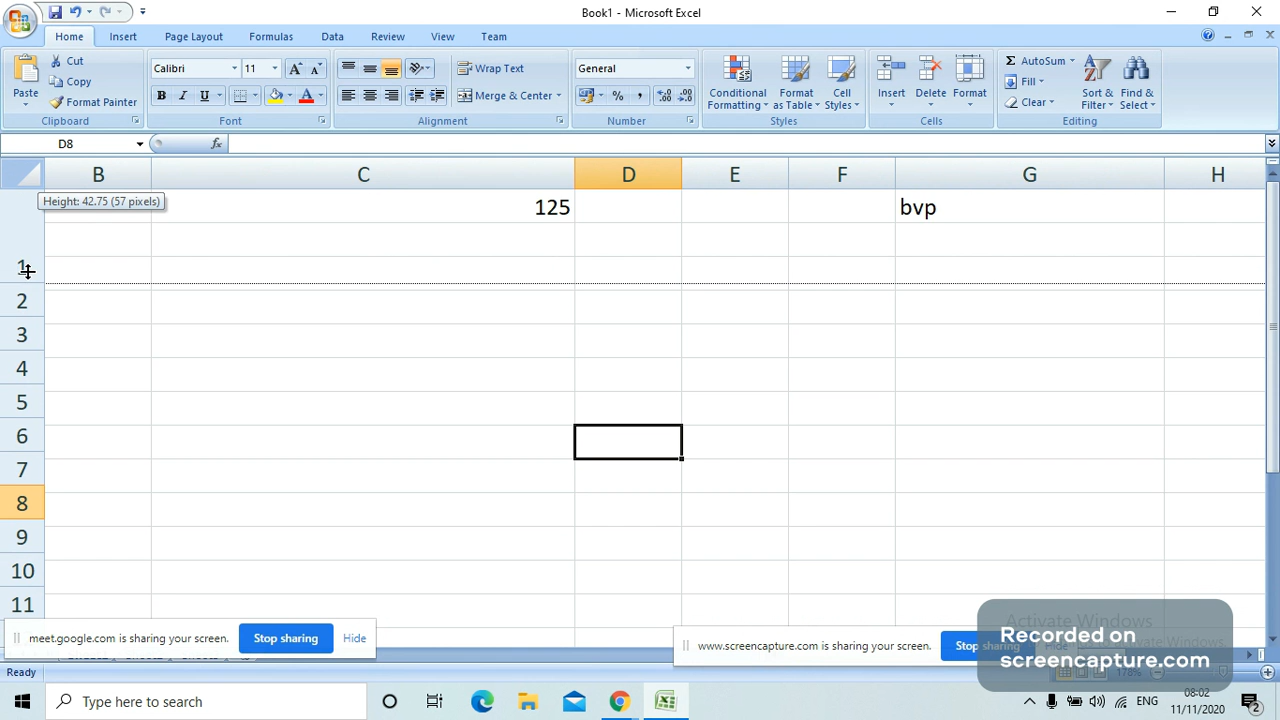 Book1 - Microsoft Excel
Home Insert Page Layout Formulas Data Review View Team
Paste
Cut
Copy
Format Painter
Clipboard
Calibri 11
B I U
Font
Wrap Text
Merge & Center
Alignment
General
Number
Conditional Formatting
Format as Table
Cell Styles
Styles
Insert Delete Format
Cells
AutoSum
Fill
Clear
Sort & Filter
Find & Select
Editing
D8
fx
B C D E F G H
Height: 42.75 (57 pixels)
125 bvp
1
2
3
4
5
6
7
8
9
10
11
meet.google.com is sharing your screen. Stop sharing Hide
www.screencapture.com is sharing your screen. Stop sharing Hide
Activate Windows
Recorded on
screencapture.com
Ready
178%
Type here to search
ENG
08:02
11/11/2020
2